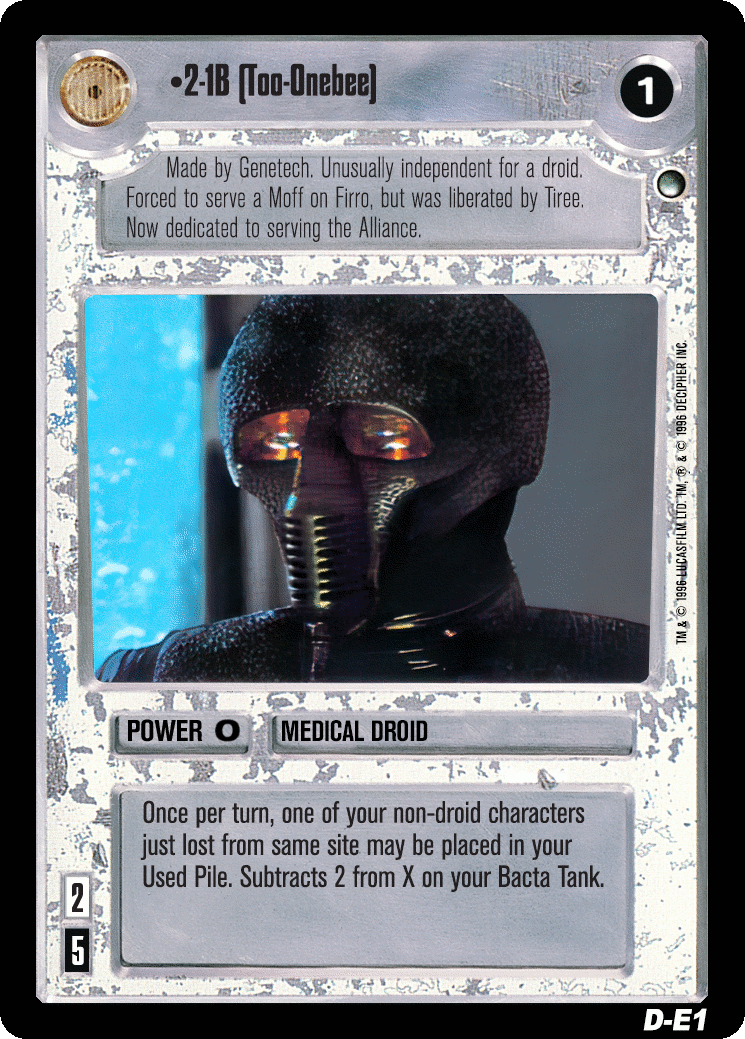 •2-1B (Too-Onebee)
1
Made by Genetech. Unusually independent for a droid.
Forced to serve a Moff on Firro, but was liberated by Tiree.
Now dedicated to serving the Alliance.
TM & © 1996 LUCASFILM LTD. TM, ® & © 1996 DECIPHER INC.
POWER 0
MEDICAL DROID
Once per turn, one of your non-droid characters
just lost from same site may be placed in your
Used Pile. Subtracts 2 from X on your Bacta Tank.
2
5
D-E1